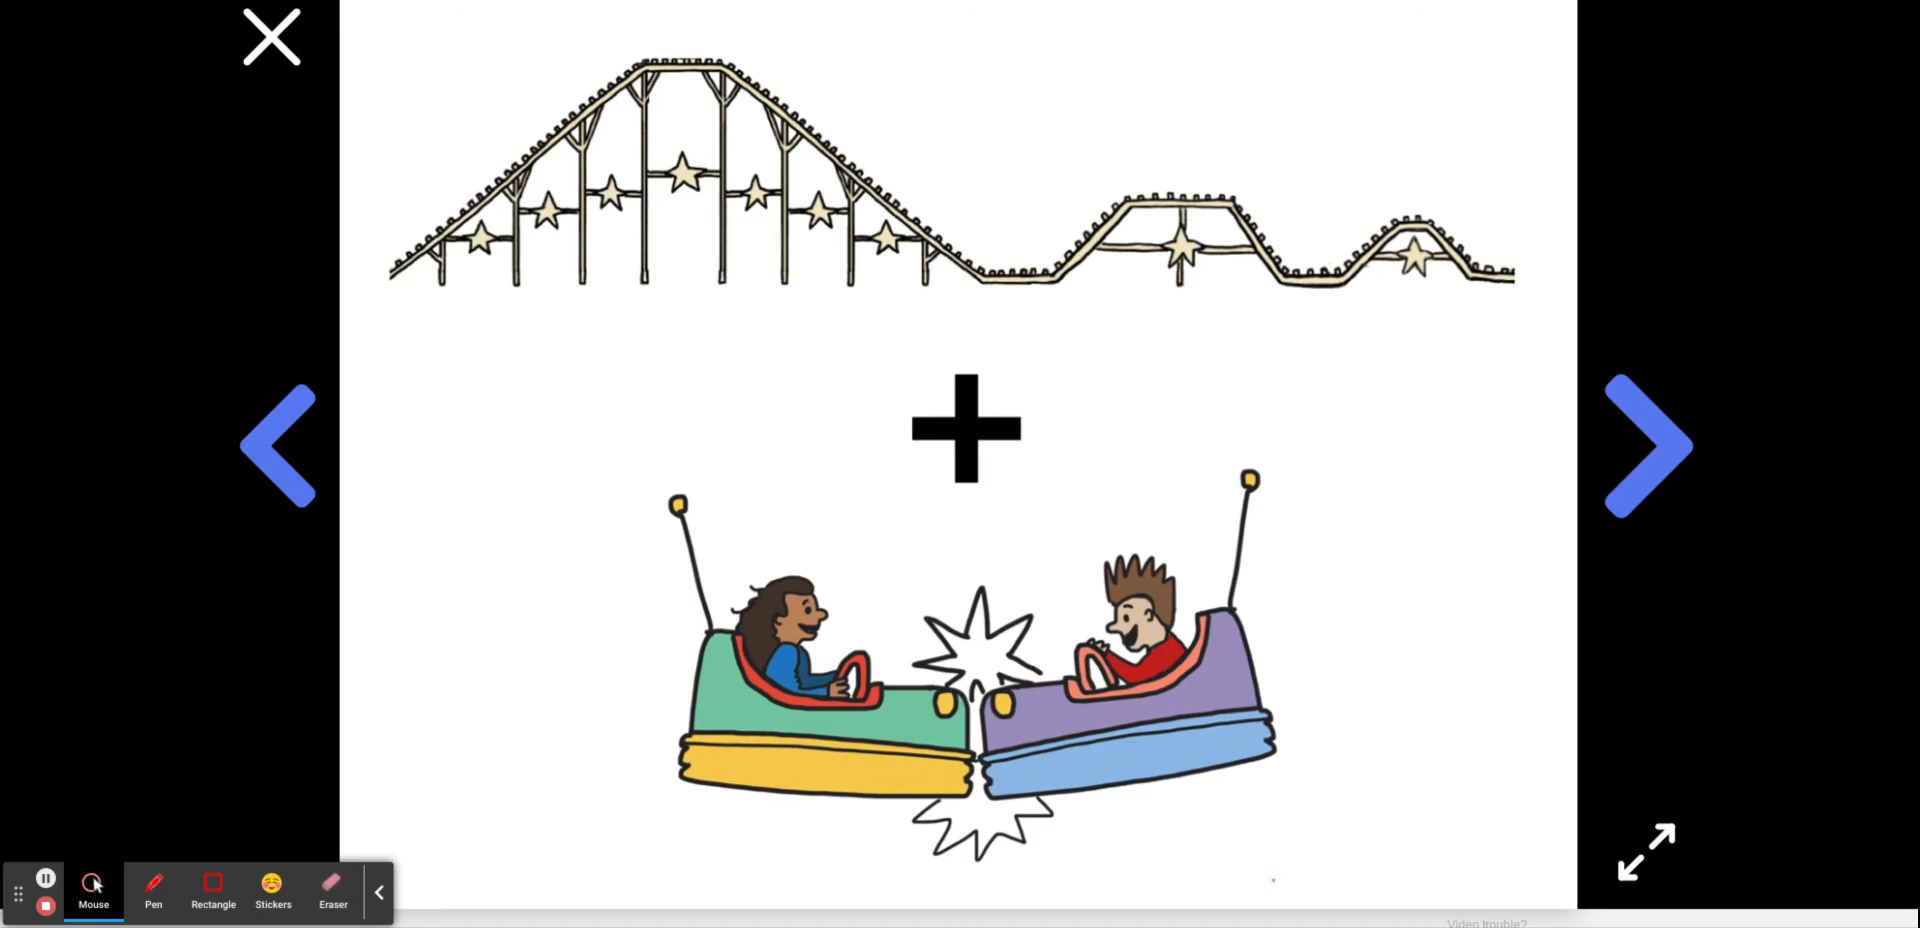 Mouse
Pen
Rectangle
Stickers
Eraser
Video trouble?